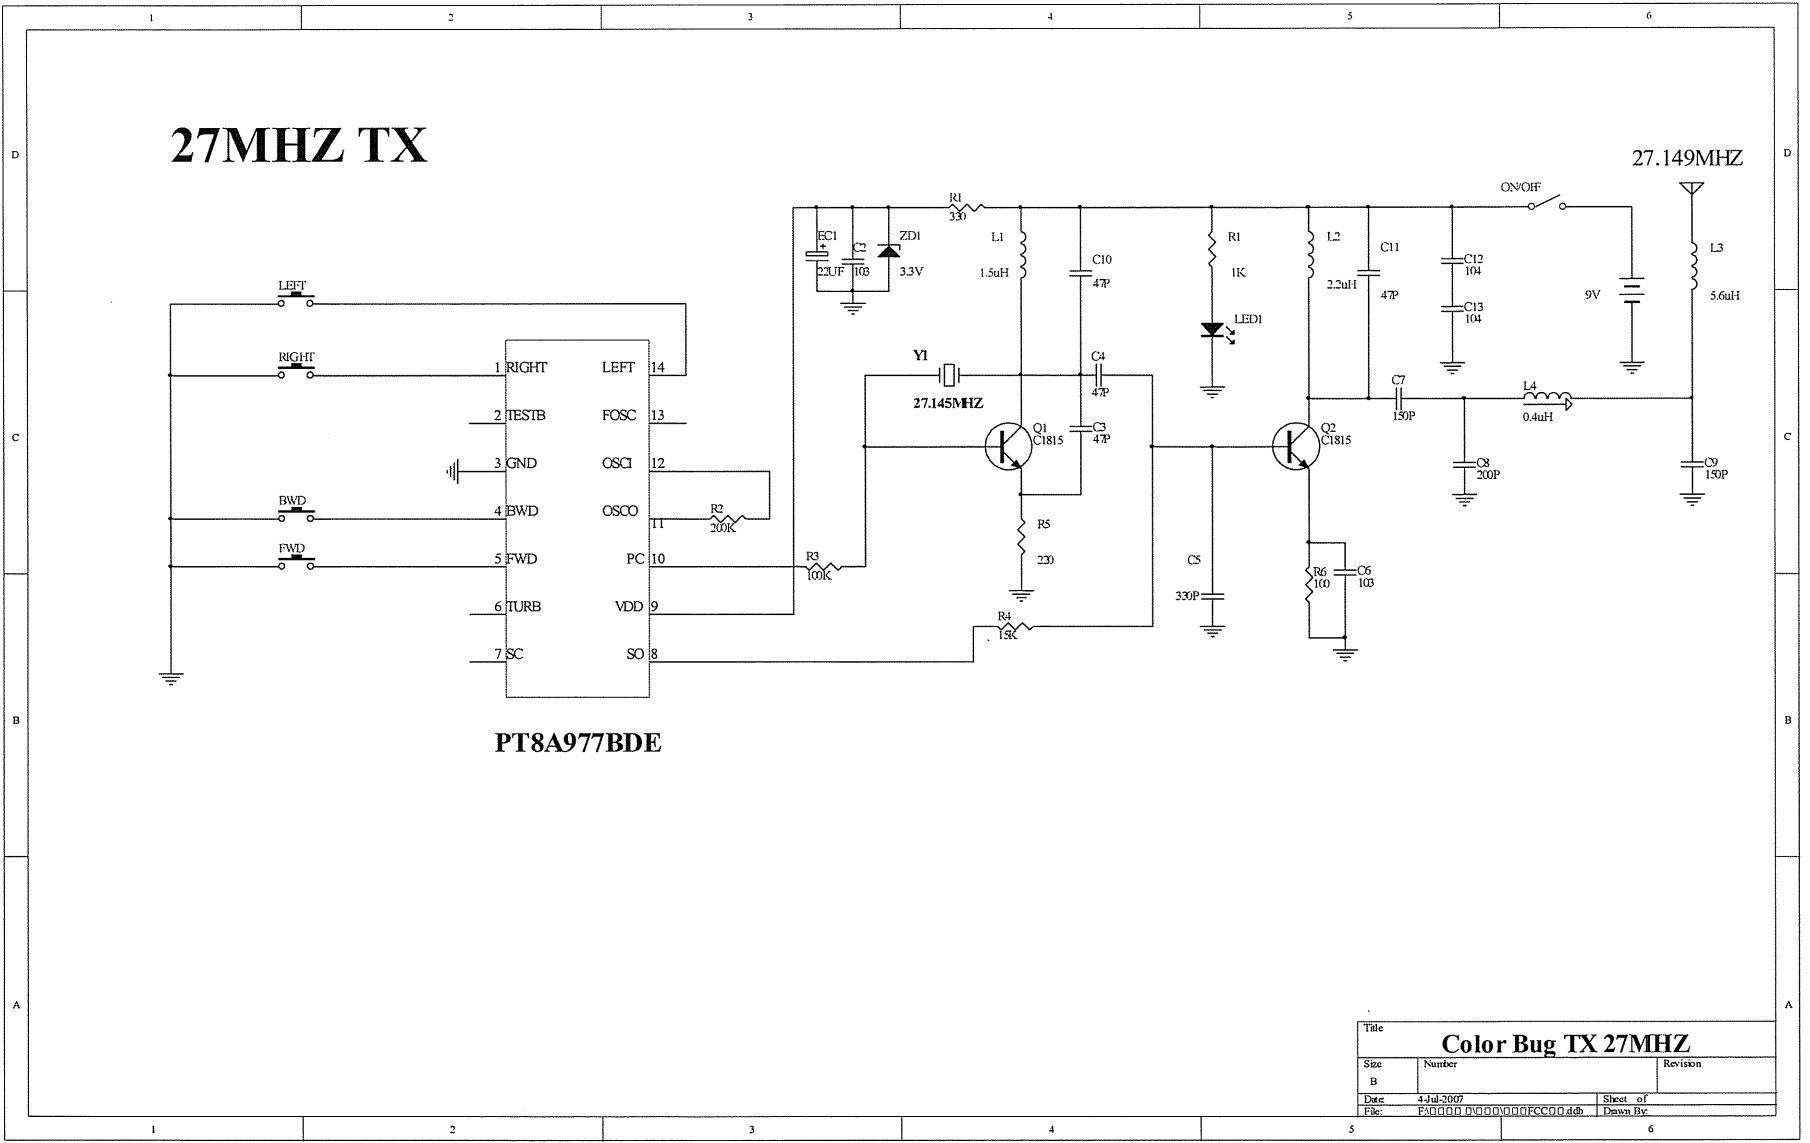 1 2 3 4 5 6
D D
27MHZ TX
27.149MHZ
ON/OFF
R1
330
EC1
22UF
C2
103
ZD1
3.3V
L1
1.5uH
C10
47P
R1
1K
L2
2.2uH
C11
47P
C12
104
C13
104
9V
L3
5.6uH
LED1
LEFT
RIGHT
Y1
27.145MHZ
C4
47P
C7
150P
L4
0.4uH
1 RIGHT LEFT 14
2 TESTB FOSC 13
3 GND OSCI 12
4 BWD OSCO 11
5 FWD PC 10
6 TURB VDD 9
7 SC SO 8
C C
Q1
C1815
C3
47P
Q2
C1815
C8
200P
C9
150P
BWD
FWD
R2
200K
R3
100K
R5
220
C5
330P
R6
100
C6
103
R4
15K
PT8A977BDE
B B
A A
Title
Color Bug TX 27MHZ
Size Number Revision
B
Date: 4-Jul-2007 Sheet of
File: F:\□□□□ □\□□□\□□□FCC□□.ddb Drawn By:
1 2 3 4 5 6